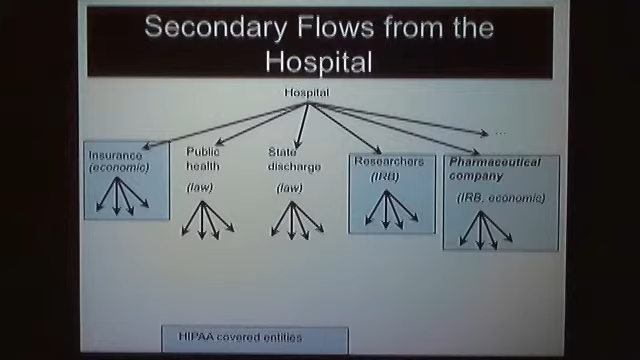 Secondary Flows from the
Hospital
Hospital
...
Insurance
(economic)
Public
health
(law)
State
discharge
(law)
Researchers
(IRB)
Pharmaceutical
company
(IRB, economic)
HIPAA covered entities